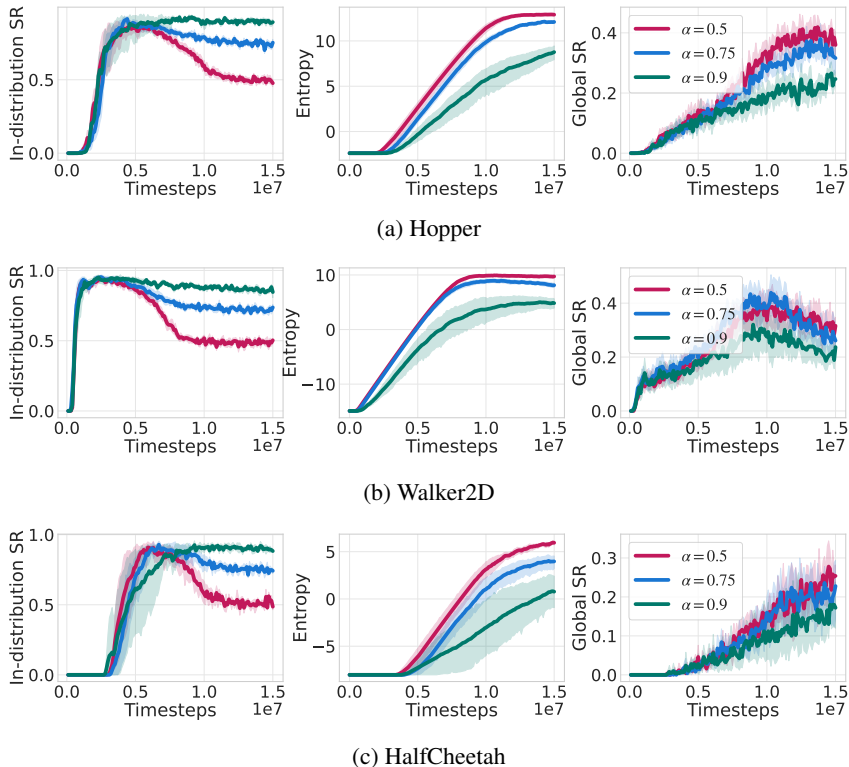 In-distribution SR
0.5
0.0
0.0 0.5 1.0 1.5
Timesteps 1e7
Entropy
10
5
0
0.0 0.5 1.0 1.5
Timesteps 1e7
Global SR
0.4
0.2
0.0
α = 0.5
α = 0.75
α = 0.9
0.0 0.5 1.0 1.5
Timesteps 1e7
(a) Hopper
In-distribution SR
1.0
0.5
0.0
0.0 0.5 1.0 1.5
Timesteps 1e7
Entropy
10
0
−10
0.0 0.5 1.0 1.5
Timesteps 1e7
Global SR
0.4
0.2
0.0
α = 0.5
α = 0.75
α = 0.9
0.0 0.5 1.0 1.5
Timesteps 1e7
(b) Walker2D
In-distribution SR
1.0
0.5
0.0
0.0 0.5 1.0 1.5
Timesteps 1e7
Entropy
5
0
−5
0.0 0.5 1.0 1.5
Timesteps 1e7
Global SR
0.3
0.2
0.1
0.0
α = 0.5
α = 0.75
α = 0.9
0.0 0.5 1.0 1.5
Timesteps 1e7
(c) HalfCheetah